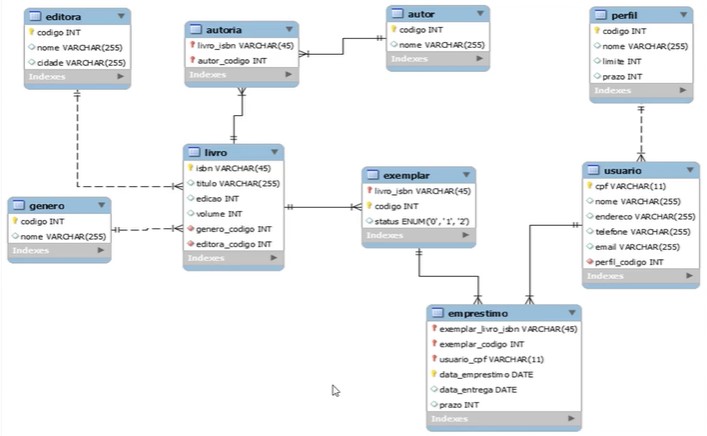 editora
codigo INT
nome VARCHAR(255)
cidade VARCHAR(255)
Indexes
autoria
livro_isbn VARCHAR(45)
autor_codigo INT
Indexes
autor
codigo INT
nome VARCHAR(255)
Indexes
perfil
codigo INT
nome VARCHAR(255)
limite INT
prazo INT
Indexes
livro
isbn VARCHAR(45)
titulo VARCHAR(255)
edicao INT
volume INT
genero_codigo INT
editora_codigo INT
Indexes
genero
codigo INT
nome VARCHAR(255)
Indexes
exemplar
livro_isbn VARCHAR(45)
codigo INT
status ENUM('0', '1', '2')
Indexes
usuario
cpf VARCHAR(11)
nome VARCHAR(255)
endereco VARCHAR(255)
telefone VARCHAR(255)
email VARCHAR(255)
perfil_codigo INT
Indexes
emprestimo
exemplar_livro_isbn VARCHAR(45)
exemplar_codigo INT
usuario_cpf VARCHAR(11)
data_emprestimo DATE
data_entrega DATE
prazo INT
Indexes